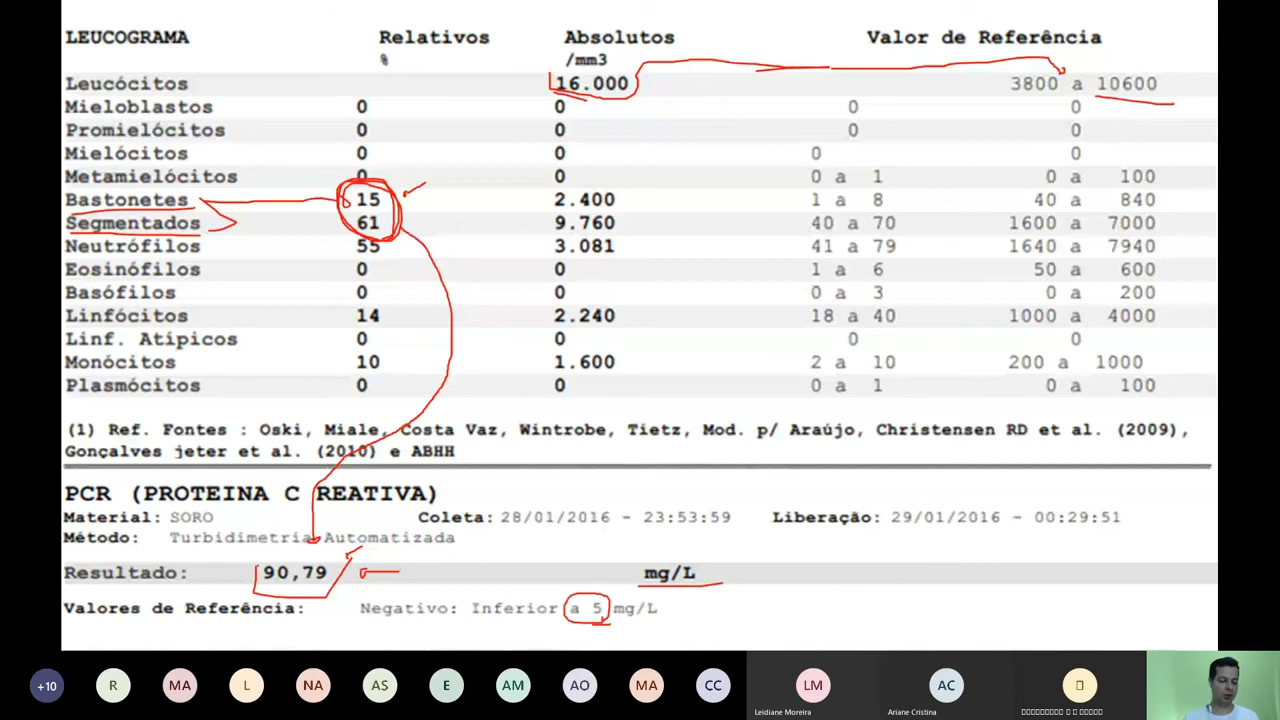 LEUCOGRAMA Relativos Absolutos Valor de Referência
% /mm3
Leucócitos 16.000 3800 a 10600
Mieloblastos 0 0 0 0
Promielócitos 0 0 0 0
Mielócitos 0 0 0 0
Metamielócitos 0 0 0 a 1 0 a 100
Bastonetes 15 2.400 1 a 8 40 a 840
Segmentados 61 9.760 40 a 70 1600 a 7000
Neutrófilos 55 3.081 41 a 79 1640 a 7940
Eosinófilos 0 0 1 a 6 50 a 600
Basófilos 0 0 0 a 3 0 a 200
Linfócitos 14 2.240 18 a 40 1000 a 4000
Linf. Atípicos 0 0 0 0
Monócitos 10 1.600 2 a 10 200 a 1000
Plasmócitos 0 0 0 a 1 0 a 100
(1) Ref. Fontes : Oski, Miale, Costa Vaz, Wintrobe, Tietz, Mod. p/ Araújo, Christensen RD et al. (2009),
Gonçalves jeter et al. (2010) e ABHH
PCR (PROTEINA C REATIVA)
Material: SORO Coleta: 28/01/2016 - 23:53:59 Liberação: 29/01/2016 - 00:29:51
Método: Turbidimetria Automatizada
Resultado: 90,79 mg/L
Valores de Referência: Negativo: Inferior a 5 mg/L
+10 R MA L NA AS E AM AO MA CC LM AC
Leidiane Moreira Ariane Cristina